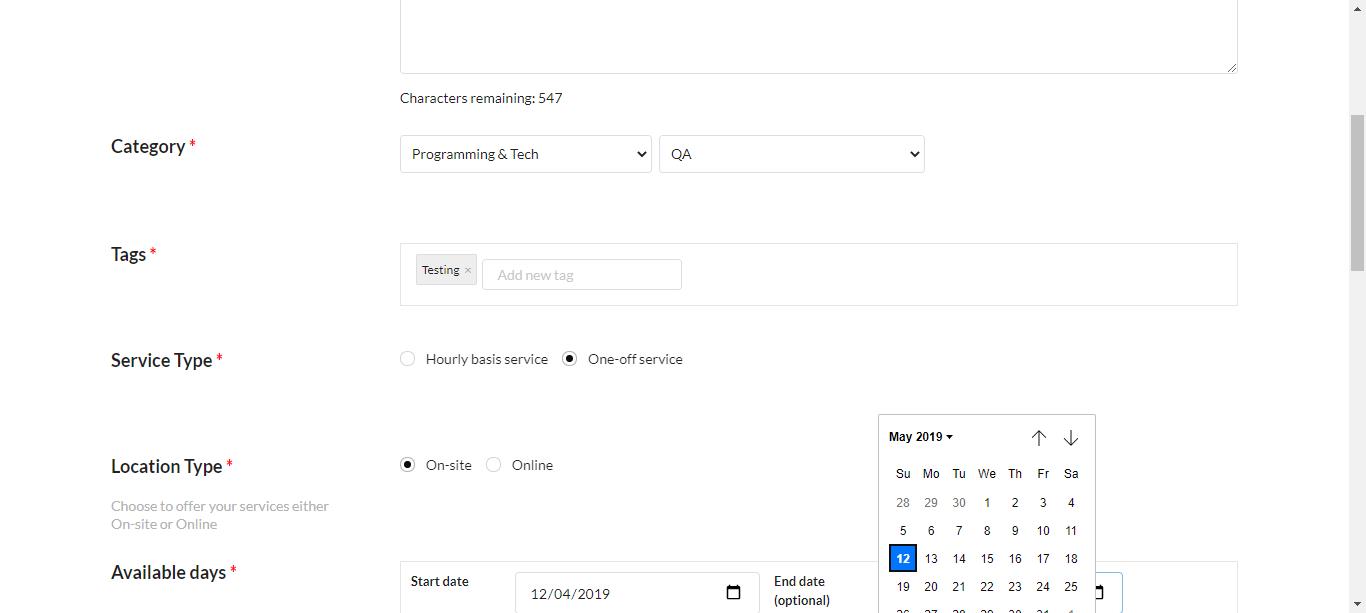 Characters remaining: 547
Category *
Programming & Tech
QA
Tags *
Testing ×
Add new tag
Service Type *
Hourly basis service
One-off service
Location Type *
On-site
Online
Choose to offer your services either
On-site or Online
May 2019
Su Mo Tu We Th Fr Sa
28 29 30 1 2 3 4
5 6 7 8 9 10 11
12 13 14 15 16 17 18
19 20 21 22 23 24 25
Available days *
Start date
12/04/2019
End date
(optional)